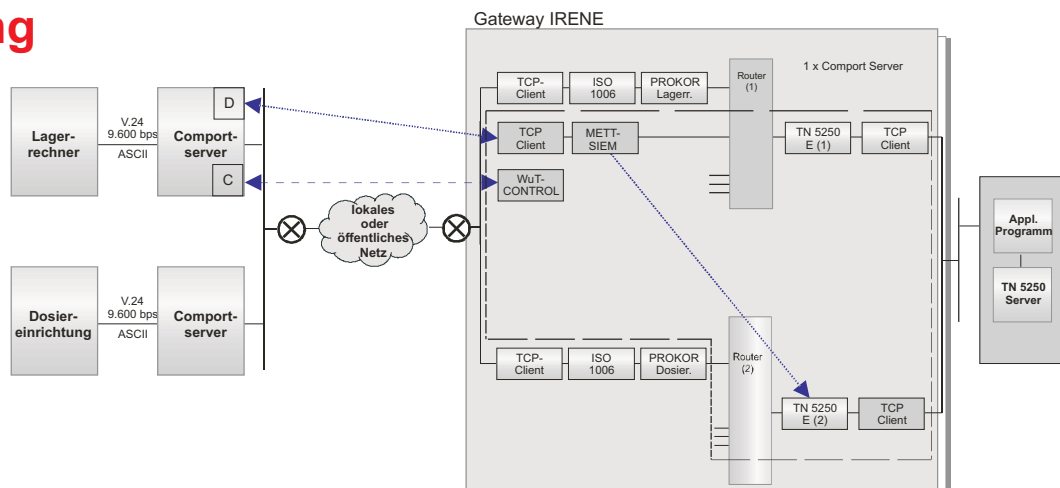 ng
Gateway IRENE
1 x Comport Server
Lager-
rechner
V.24
9.600 bps
ASCII
Comport-
server
D
C
Dosier-
einrichtung
V.24
9.600 bps
ASCII
Comport-
server
lokales
oder
öffentliches
Netz
TCP-
Client
ISO
1006
PROKOR
Lagerr.
Router
(1)
TCP
Client
METT-
SIEM
TN 5250
E (1)
TCP
Client
WuT-
CONTROL
TCP-
Client
ISO
1006
PROKOR
Dosier.
Router
(2)
TN 5250
E (2)
TCP
Client
Appl.
Programm
TN 5250
Server